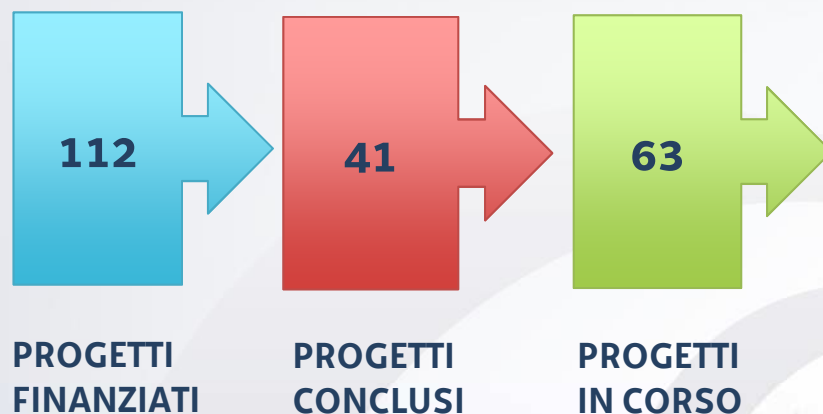 112
41
63
PROGETTI
FINANZIATI
PROGETTI
CONCLUSI
PROGETTI
IN CORSO